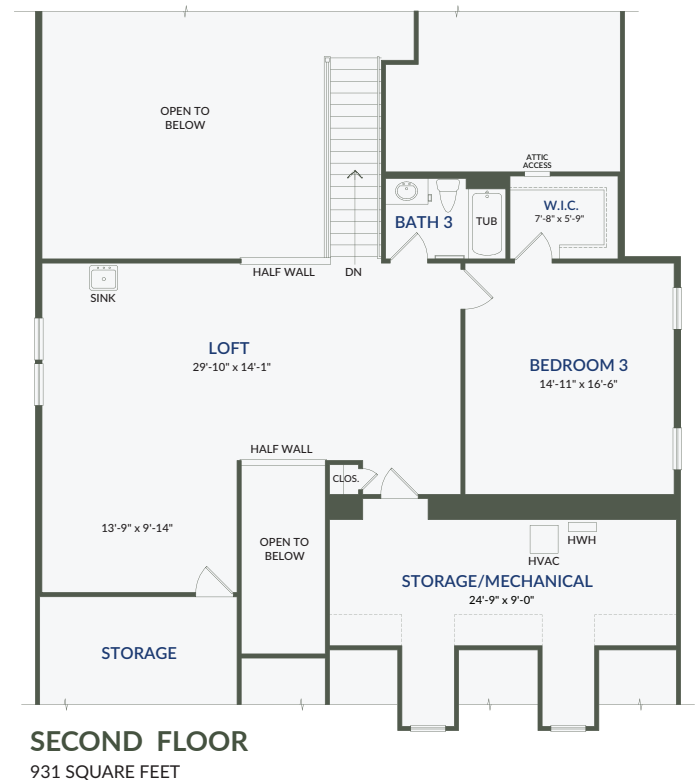 OPEN TO
BELOW
ATTIC
ACCESS
W.I.C.
7'-8" x 5'-9"
BATH 3
TUB
HALF WALL
DN
SINK
LOFT
29'-10" x 14'-1"
BEDROOM 3
14'-11" x 16'-6"
HALF WALL
CLOS.
13'-9" x 9'-14"
OPEN TO
BELOW
HWH
HVAC
STORAGE/MECHANICAL
24'-9" x 9'-0"
STORAGE
SECOND FLOOR
931 SQUARE FEET